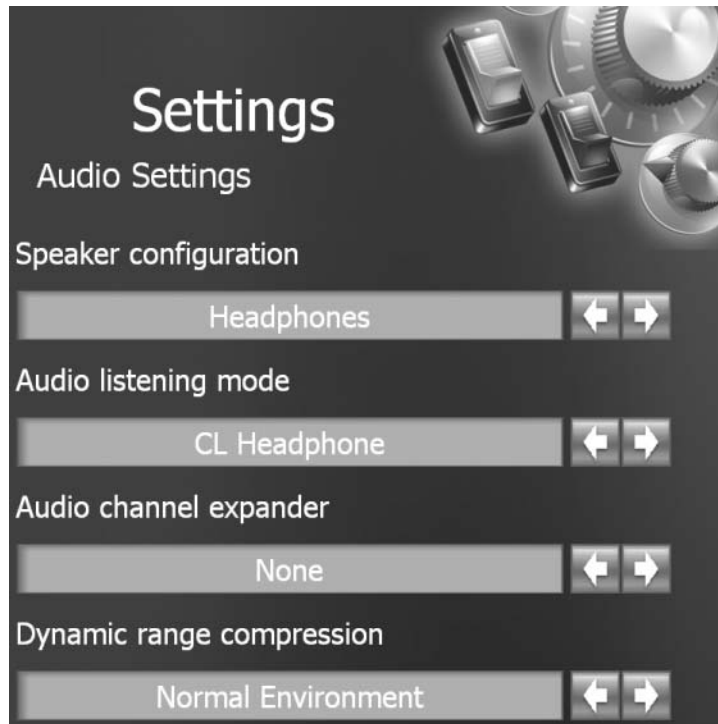 Settings
Audio Settings
Speaker configuration
Headphones
Audio listening mode
CL Headphone
Audio channel expander
None
Dynamic range compression
Normal Environment